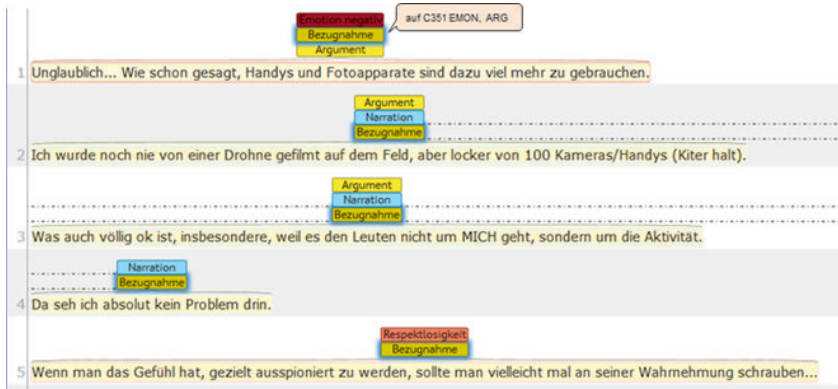 Emotion negativ
auf C351 EMON, ARG
Bezugnahme
Argument
1 Unglaublich... Wie schon gesagt, Handys und Fotoapparate sind dazu viel mehr zu gebrauchen.
Argument
Narration
Bezugnahme
2 Ich wurde noch nie von einer Drohne gefilmt auf dem Feld, aber locker von 100 Kameras/Handys (Kiter halt).
Argument
Narration
Bezugnahme
3 Was auch völlig ok ist, insbesondere, weil es den Leuten nicht um MICH geht, sondern um die Aktivität.
Narration
Bezugnahme
4 Da seh ich absolut kein Problem drin.
Respektlosigkeit
Bezugnahme
5 Wenn man das Gefühl hat, gezielt ausspioniert zu werden, sollte man vielleicht mal an seiner Wahrnehmung schrauben...